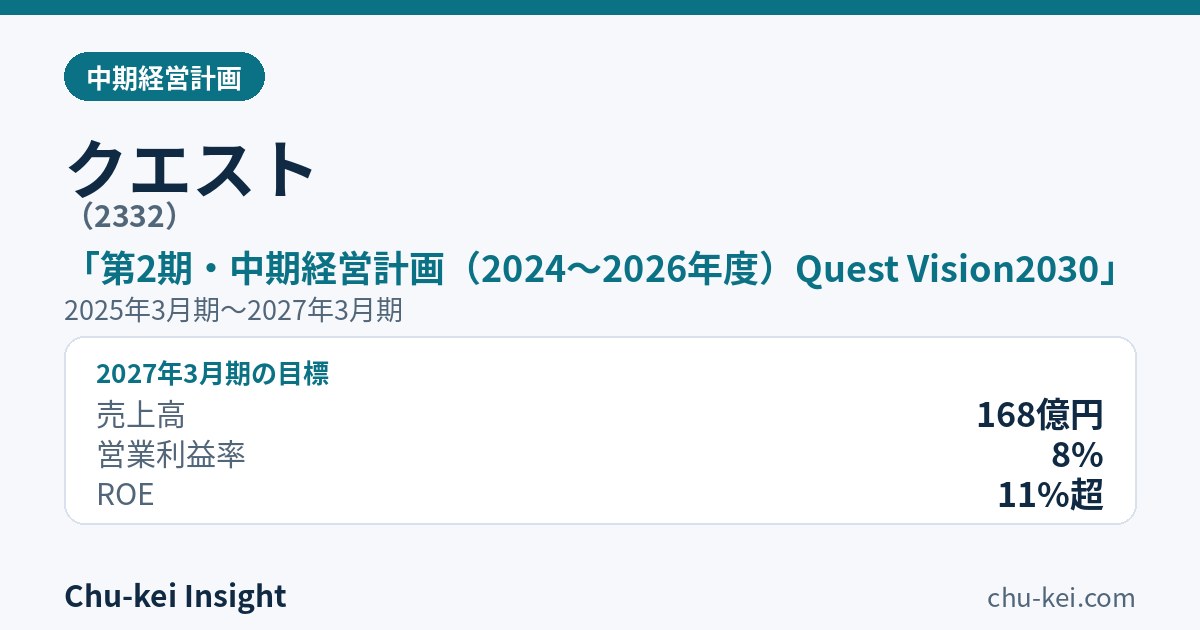 中期経営計画
クエスト
（2332）
「第2期・中期経営計画（2024～2026年度）Quest Vision2030」
2025年3月期～2027年3月期
2027年3月期の目標
売上高 168億円
営業利益率 8%
ROE 11%超
Chu-kei Insight chu-kei.com